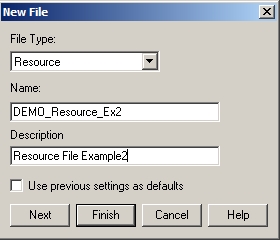 New File
File Type:
Resource
Name:
DEMO_Resource_Ex2
Description
Resource File Example2
Use previous settings as defaults
Next Finish Cancel Help